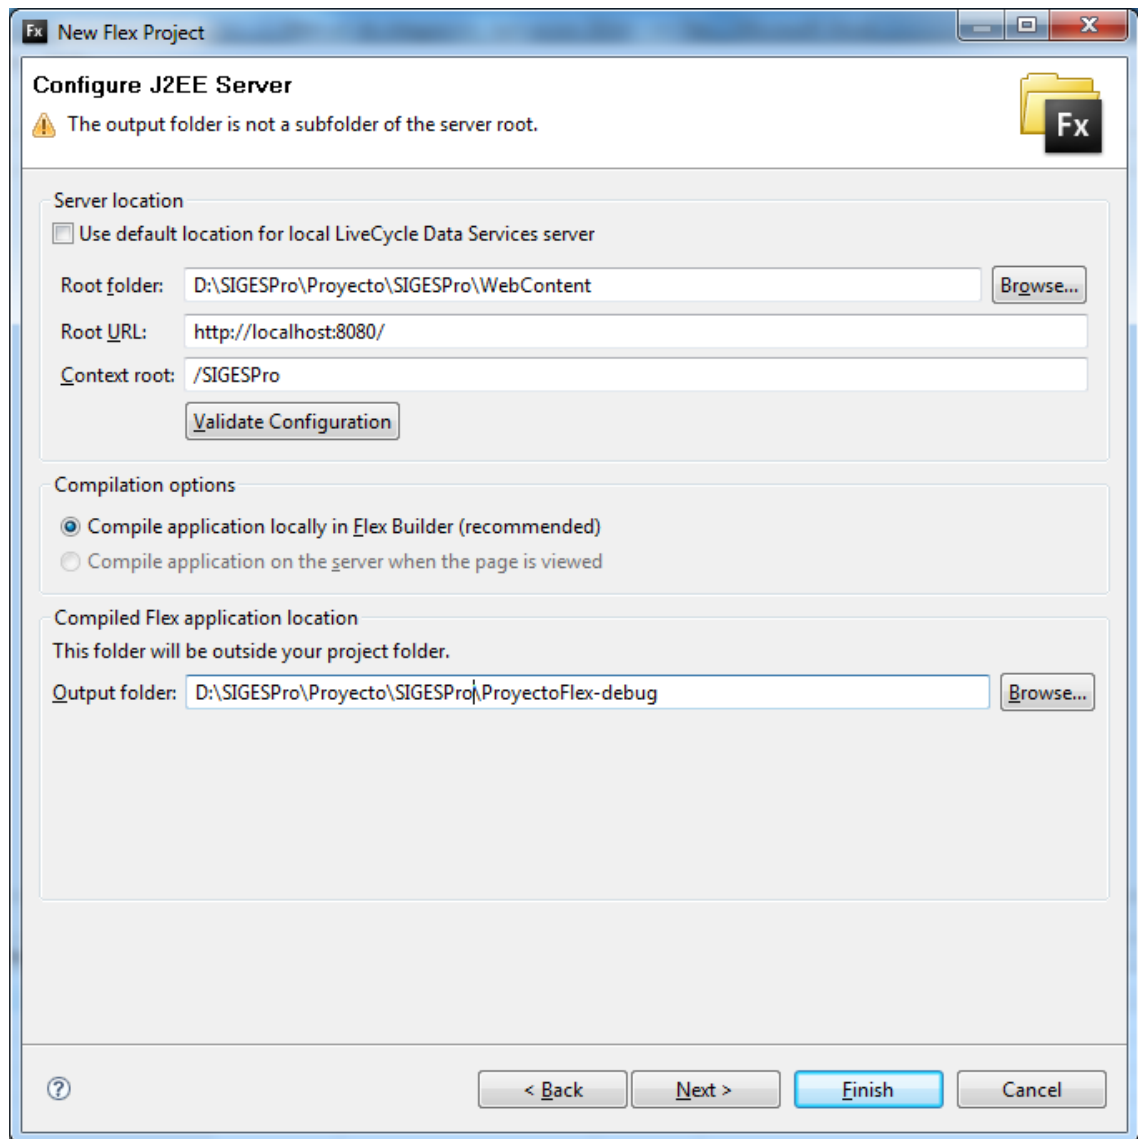 Fx New Flex Project
Configure J2EE Server
The output folder is not a subfolder of the server root.
Fx
Server location
Use default location for local LiveCycle Data Services server
Root folder: D:\SIGESPro\Proyecto\SIGESPro\WebContent Browse...
Root URL: http://localhost:8080/
Context root: /SIGESPro
Validate Configuration
Compilation options
Compile application locally in Flex Builder (recommended)
Compile application on the server when the page is viewed
Compiled Flex application location
This folder will be outside your project folder.
Output folder: D:\SIGESPro\Proyecto\SIGESPro\ProyectoFlex-debug Browse...
? < Back Next > Finish Cancel